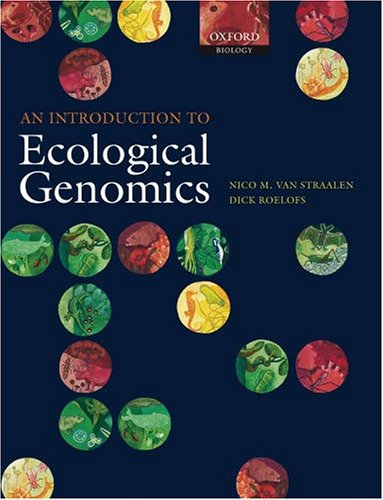 OXFORD
BIOLOGY
AN INTRODUCTION TO
Ecological
Genomics
NICO M. VAN STRAALEN
DICK ROELOFS